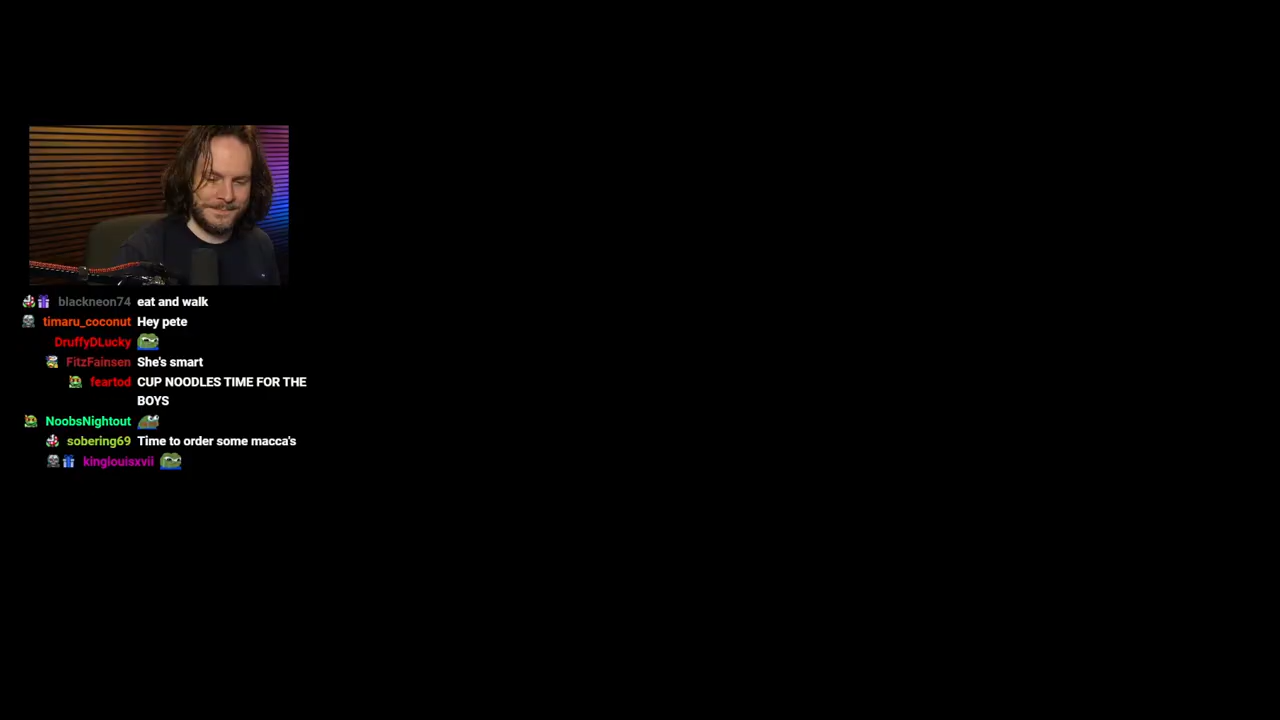 blackneon74 eat and walk
timaru_coconut Hey pete
DruffyDLucky
FitzFainsen She's smart
feartod CUP NOODLES TIME FOR THE
BOYS
NoobsNightout
sobering69 Time to order some macca's
kinglouisxvii